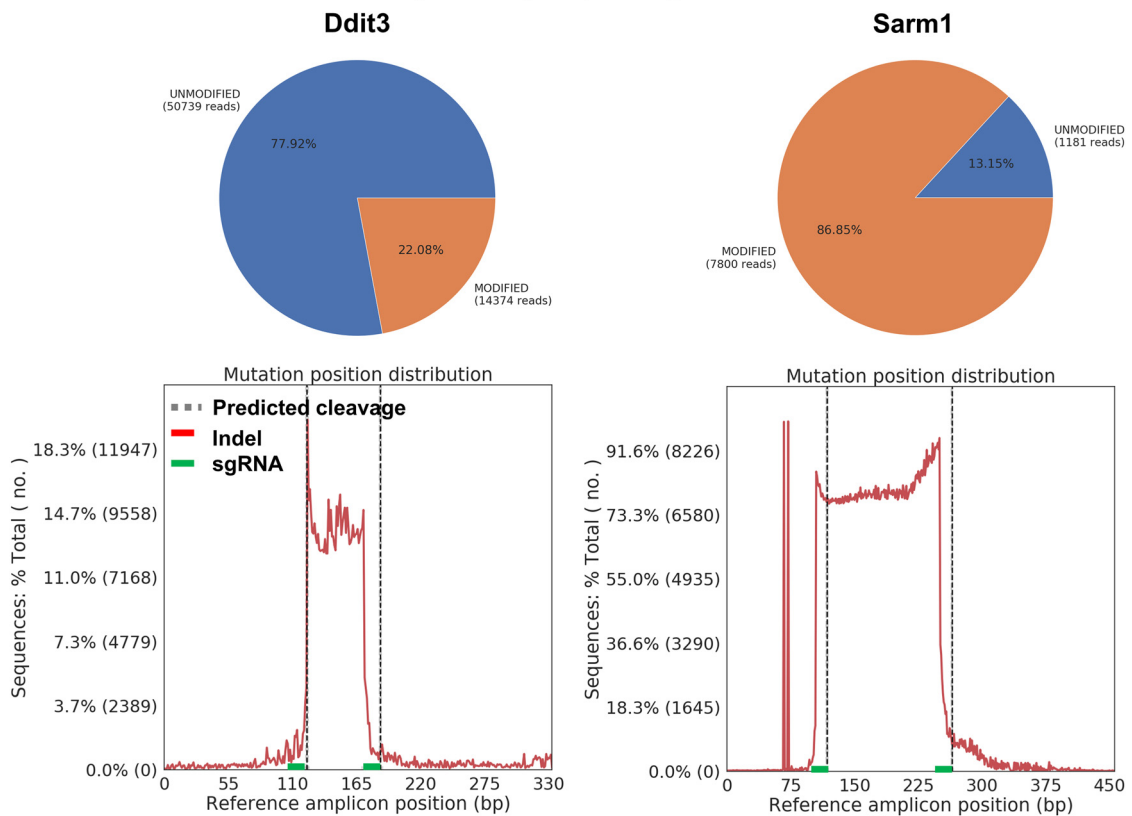 Ddit3
UNMODIFIED
(50739 reads)
77.92%
22.08%
MODIFIED
(14374 reads)
Sarm1
UNMODIFIED
(1181 reads)
13.15%
86.85%
MODIFIED
(7800 reads)
Mutation position distribution
Predicted cleavage
Indel
sgRNA
Sequences: % Total ( no. )
18.3% (11947)
14.7% (9558)
11.0% (7168)
7.3% (4779)
3.7% (2389)
0.0% (0)
0 55 110 165 220 275 330
Reference amplicon position (bp)
Mutation position distribution
Sequences: % Total ( no. )
91.6% (8226)
73.3% (6580)
55.0% (4935)
36.6% (3290)
18.3% (1645)
0.0% (0)
0 75 150 225 300 375 450
Reference amplicon position (bp)